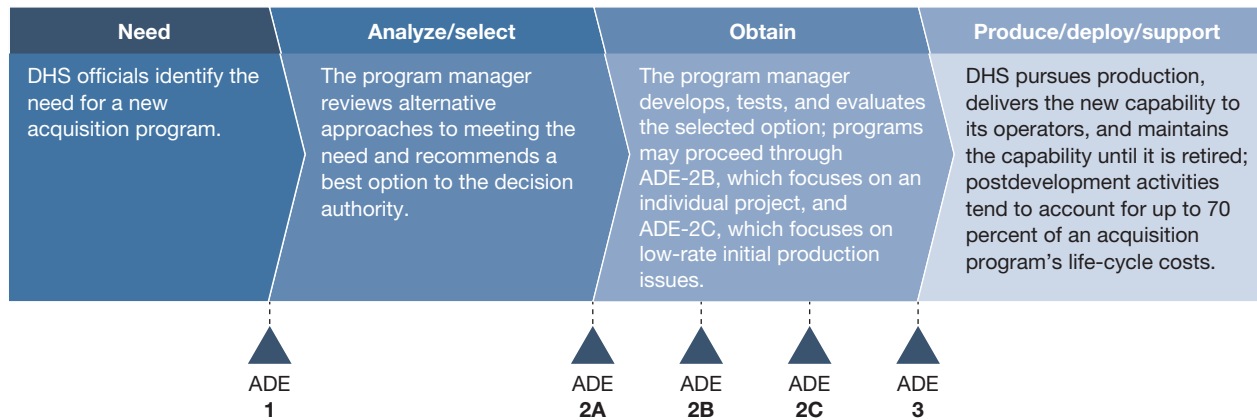 Need
DHS officials identify the
need for a new
acquisition program.
Analyze/select
The program manager
reviews alternative
approaches to meeting the
need and recommends a
best option to the decision
authority.
Obtain
The program manager
develops, tests, and evaluates
the selected option; programs
may proceed through
ADE-2B, which focuses on an
individual project, and
ADE-2C, which focuses on
low-rate initial production
issues.
Produce/deploy/support
DHS pursues production,
delivers the new capability to
its operators, and maintains
the capability until it is retired;
postdevelopment activities
tend to account for up to 70
percent of an acquisition
program’s life-cycle costs.
ADE
1
ADE
2A
ADE
2B
ADE
2C
ADE
3